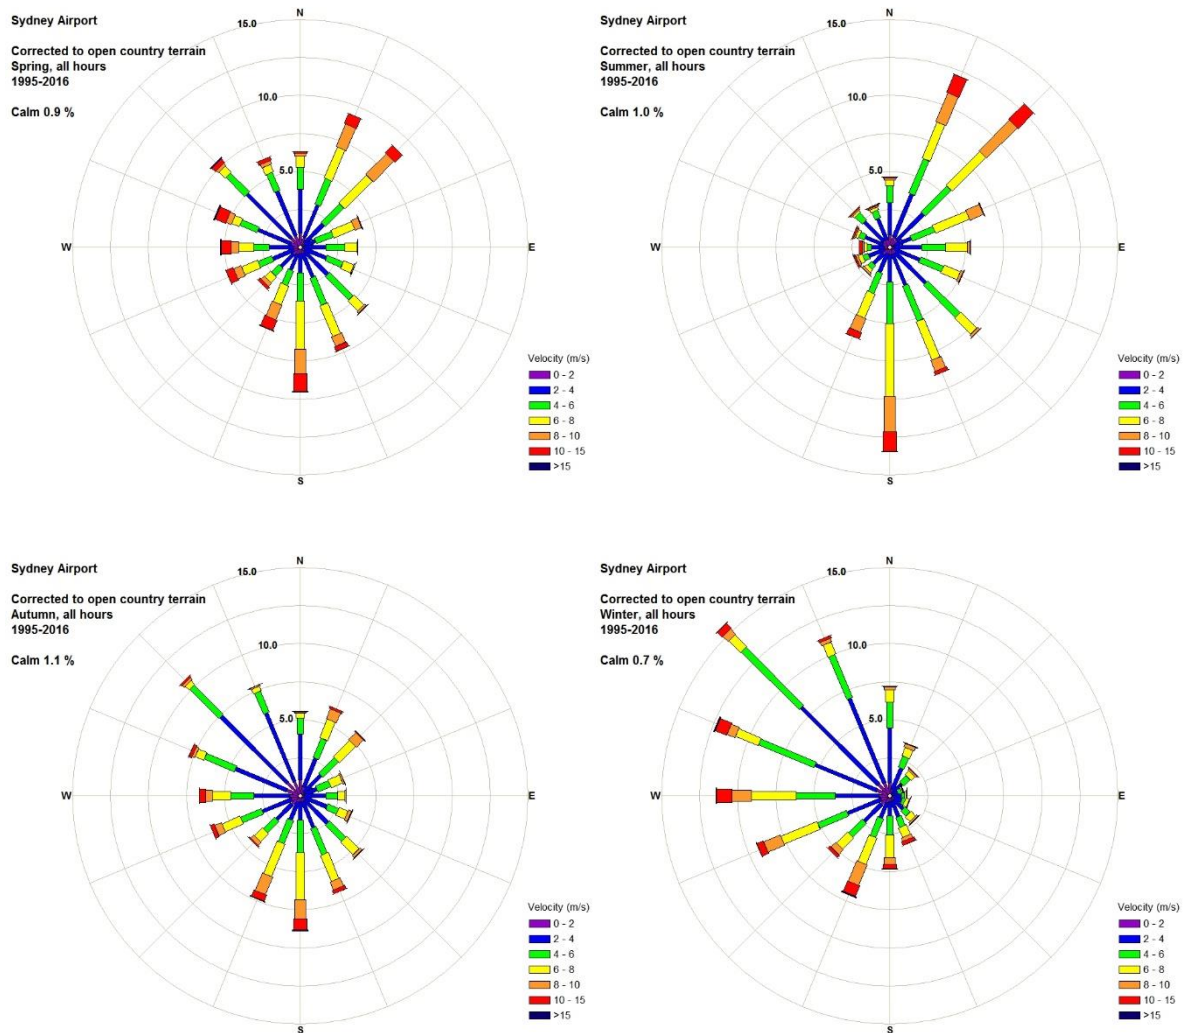 Sydney Airport
Corrected to open country terrain
Spring, all hours
1995-2016
Calm 0.9 %
N
15.0
10.0
5.0
W
E
S
Velocity (m/s)
0 - 2
2 - 4
4 - 6
6 - 8
8 - 10
10 - 15
>15
Sydney Airport
Corrected to open country terrain
Summer, all hours
1995-2016
Calm 1.0 %
N
15.0
10.0
5.0
W
E
S
Velocity (m/s)
0 - 2
2 - 4
4 - 6
6 - 8
8 - 10
10 - 15
>15
Sydney Airport
Corrected to open country terrain
Autumn, all hours
1995-2016
Calm 1.1 %
N
15.0
10.0
5.0
W
E
S
Velocity (m/s)
0 - 2
2 - 4
4 - 6
6 - 8
8 - 10
10 - 15
>15
Sydney Airport
Corrected to open country terrain
Winter, all hours
1995-2016
Calm 0.7 %
N
15.0
10.0
5.0
W
E
S
Velocity (m/s)
0 - 2
2 - 4
4 - 6
6 - 8
8 - 10
10 - 15
>15